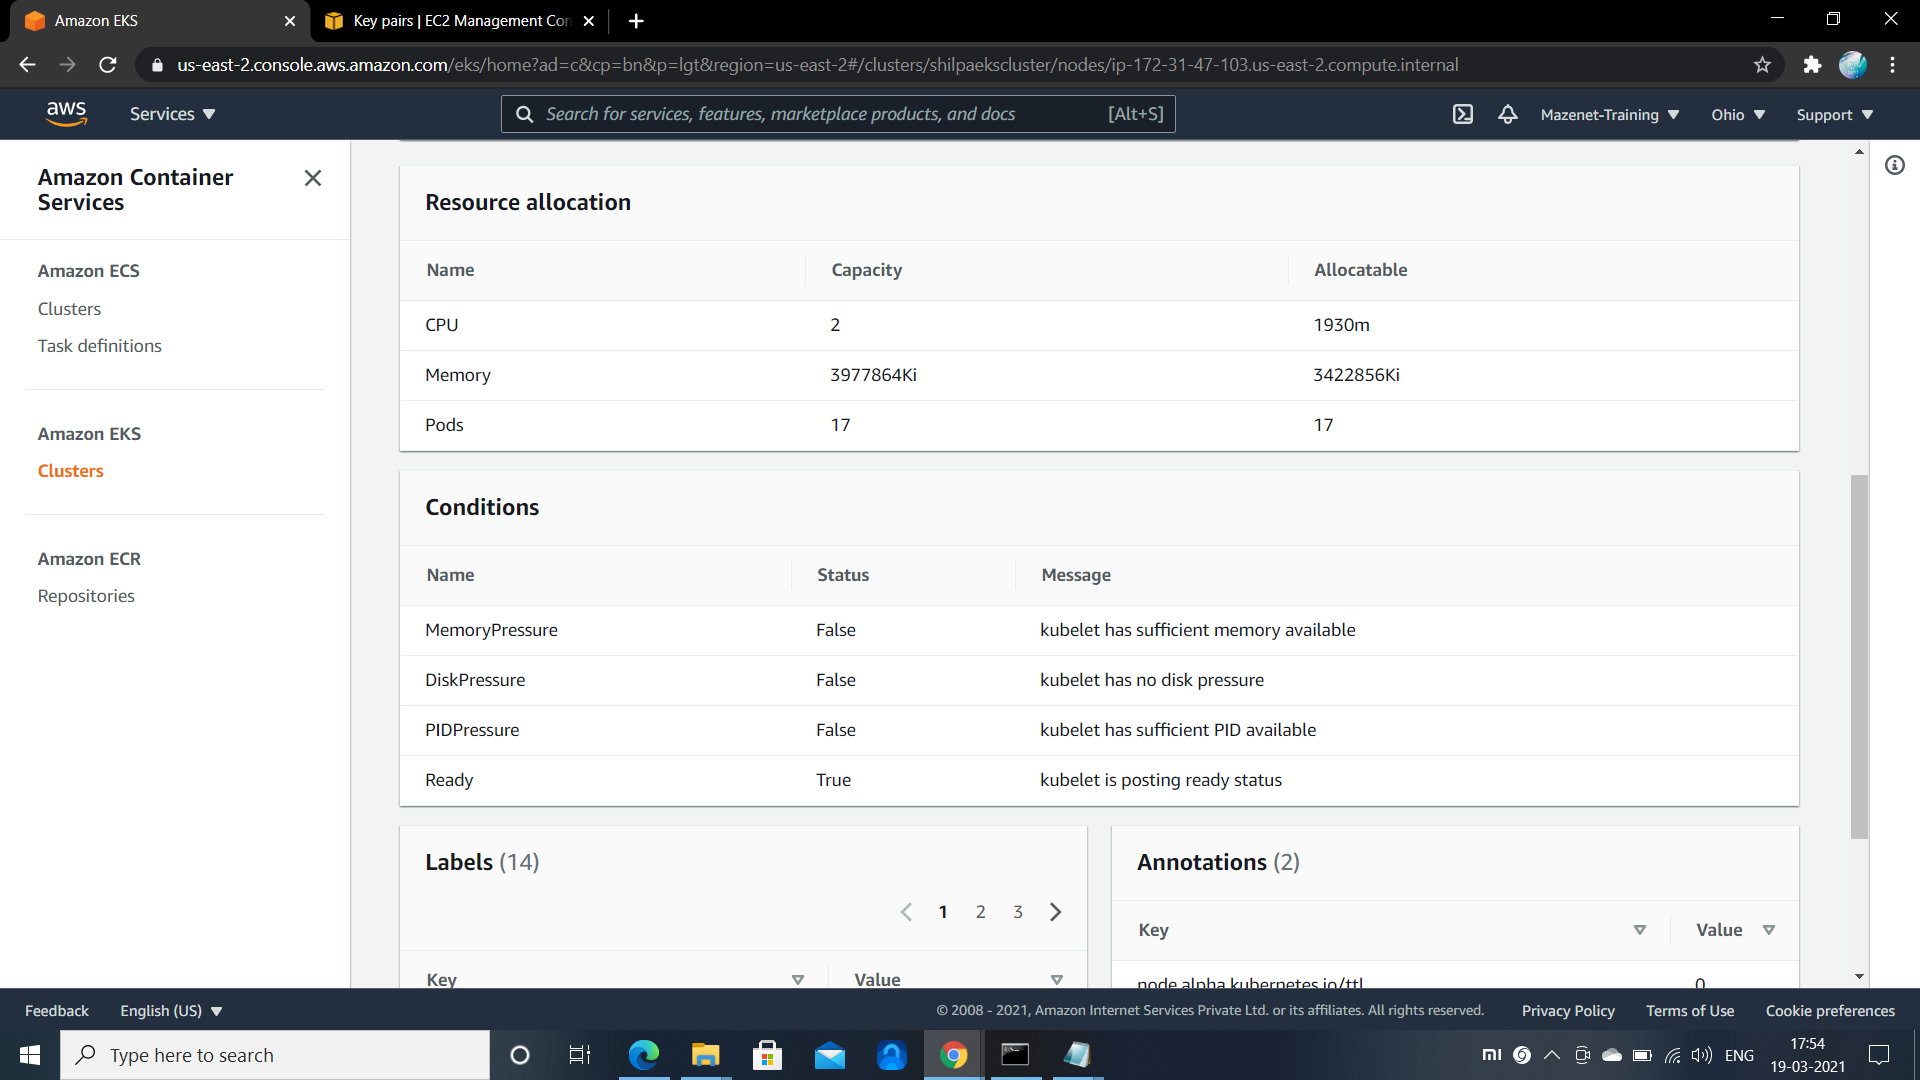 Amazon EKS
Key pairs | EC2 Management Con
us-east-2.console.aws.amazon.com/eks/home?ad=c&cp=bn&p=lgt&region=us-east-2#/clusters/shilpaekscluster/nodes/ip-172-31-47-103.us-east-2.compute.internal
aws
Services
Search for services, features, marketplace products, and docs
[Alt+S]
Mazenet-Training
Ohio
Support
Amazon Container
Services
Amazon ECS
Clusters
Task definitions
Amazon EKS
Clusters
Amazon ECR
Repositories
Resource allocation
Name Capacity Allocatable
CPU 2 1930m
Memory 3977864Ki 3422856Ki
Pods 17 17
Conditions
Name Status Message
MemoryPressure False kubelet has sufficient memory available
DiskPressure False kubelet has no disk pressure
PIDPressure False kubelet has sufficient PID available
Ready True kubelet is posting ready status
Labels (14)
1 2 3
Key Value
Annotations (2)
Key Value
node.alpha.kubernetes.io/ttl 0
Feedback
English (US)
© 2008 - 2021, Amazon Internet Services Private Ltd. or its affiliates. All rights reserved.
Privacy Policy
Terms of Use
Cookie preferences
Type here to search
mi
ENG
17:54
19-03-2021